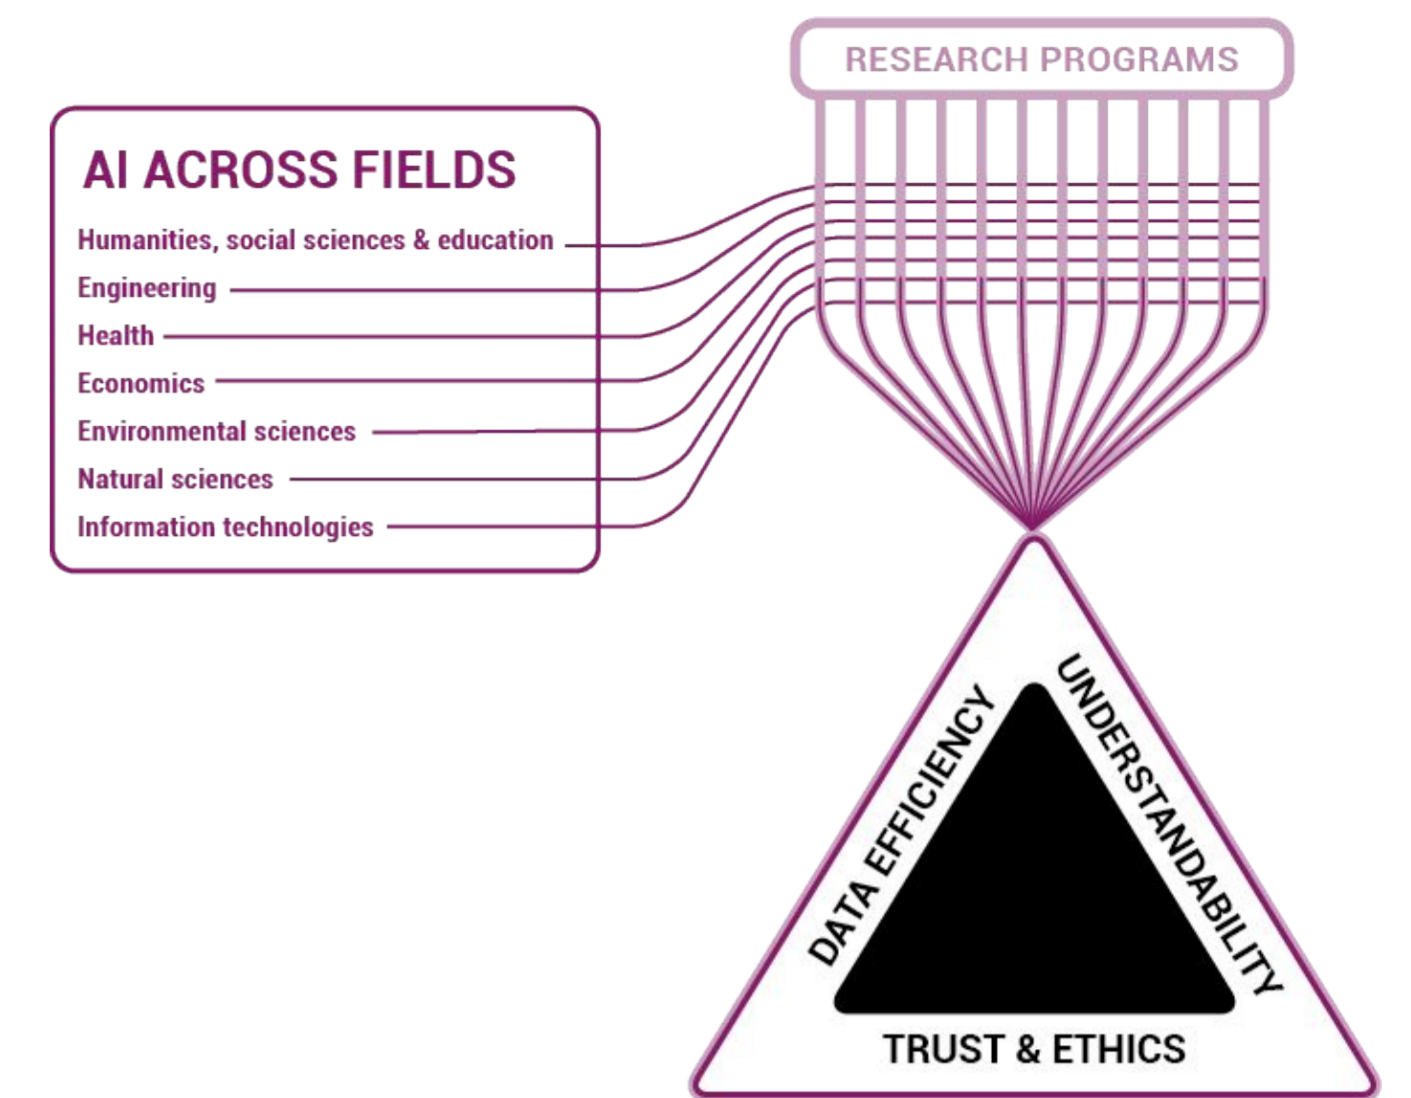 RESEARCH PROGRAMS
AI ACROSS FIELDS
Humanities, social sciences & education
Engineering
Health
Economics
Environmental sciences
Natural sciences
Information technologies
DATA EFFICIENCY
UNDERSTANDABILITY
TRUST & ETHICS